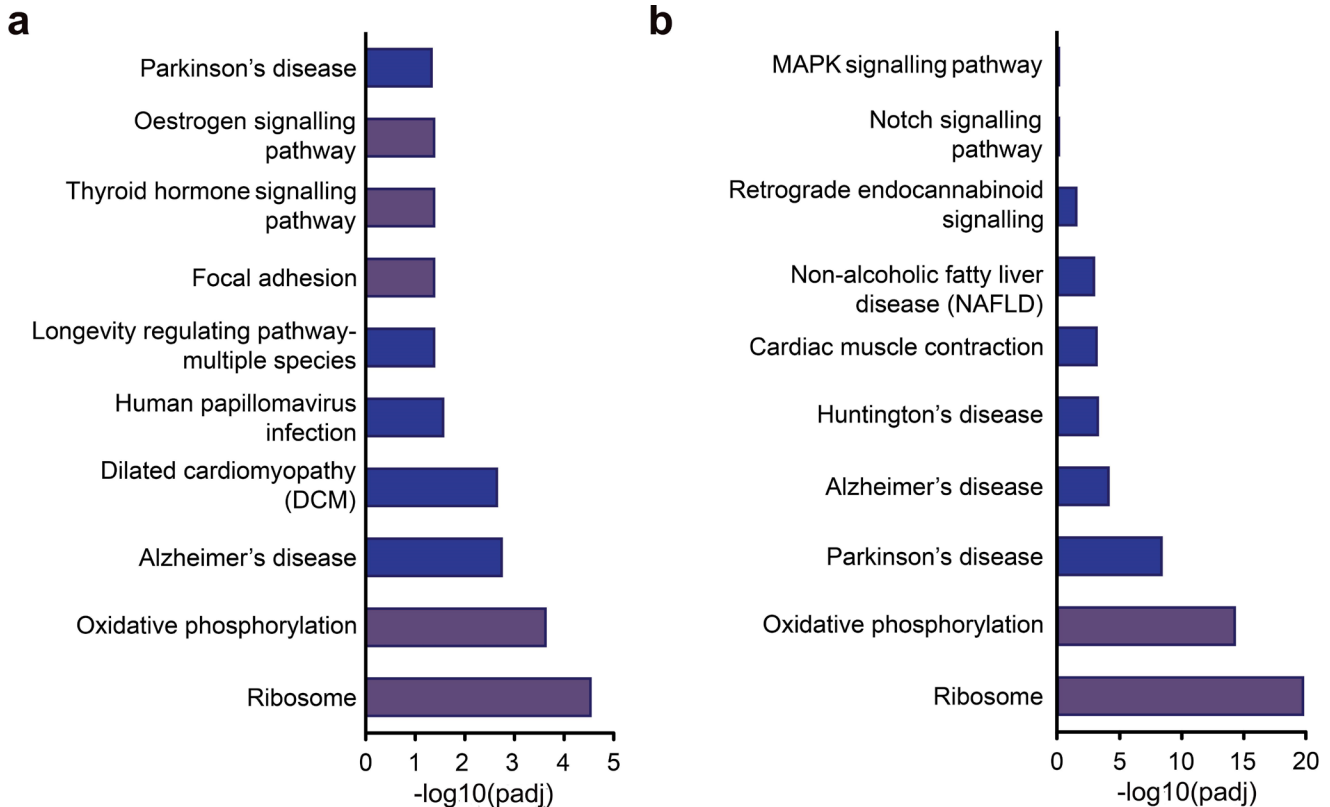 a
Parkinson’s disease
Oestrogen signalling
pathway
Thyroid hormone signalling
pathway
Focal adhesion
Longevity regulating pathway-
multiple species
Human papillomavirus
infection
Dilated cardiomyopathy
(DCM)
Alzheimer’s disease
Oxidative phosphorylation
Ribosome
0 1 2 3 4 5
-log10(padj)
b
MAPK signalling pathway
Notch signalling
pathway
Retrograde endocannabinoid
signalling
Non-alcoholic fatty liver
disease (NAFLD)
Cardiac muscle contraction
Huntington’s disease
Alzheimer’s disease
Parkinson’s disease
Oxidative phosphorylation
Ribosome
0 5 10 15 20
-log10(padj)